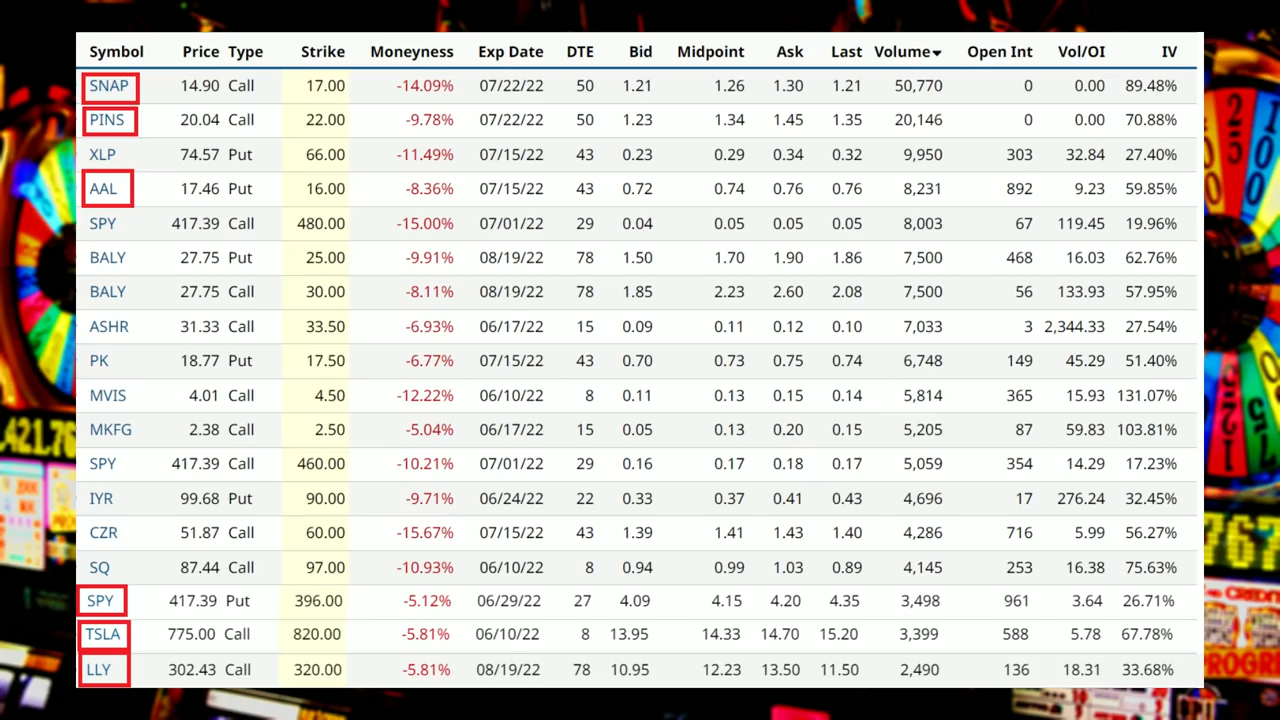 Symbol Price Type Strike Moneyness Exp Date DTE Bid Midpoint Ask Last Volume Open Int Vol/OI IV
SNAP 14.90 Call 17.00 -14.09% 07/22/22 50 1.21 1.26 1.30 1.21 50,770 0 0.00 89.48%
PINS 20.04 Call 22.00 -9.78% 07/22/22 50 1.23 1.34 1.45 1.35 20,146 0 0.00 70.88%
XLP 74.57 Put 66.00 -11.49% 07/15/22 43 0.23 0.29 0.34 0.32 9,950 303 32.84 27.40%
AAL 17.46 Put 16.00 -8.36% 07/15/22 43 0.72 0.74 0.76 0.76 8,231 892 9.23 59.85%
SPY 417.39 Call 480.00 -15.00% 07/01/22 29 0.04 0.05 0.05 0.05 8,003 67 119.45 19.96%
BALY 27.75 Put 25.00 -9.91% 08/19/22 78 1.50 1.70 1.90 1.86 7,500 468 16.03 62.76%
BALY 27.75 Call 30.00 -8.11% 08/19/22 78 1.85 2.23 2.60 2.08 7,500 56 133.93 57.95%
ASHR 31.33 Call 33.50 -6.93% 06/17/22 15 0.09 0.11 0.12 0.10 7,033 3 2,344.33 27.54%
PK 18.77 Put 17.50 -6.77% 07/15/22 43 0.70 0.73 0.75 0.74 6,748 149 45.29 51.40%
MVIS 4.01 Call 4.50 -12.22% 06/10/22 8 0.11 0.13 0.15 0.14 5,814 365 15.93 131.07%
MKFG 2.38 Call 2.50 -5.04% 06/17/22 15 0.05 0.13 0.20 0.15 5,205 87 59.83 103.81%
SPY 417.39 Call 460.00 -10.21% 07/01/22 29 0.16 0.17 0.18 0.17 5,059 354 14.29 17.23%
IYR 99.68 Put 90.00 -9.71% 06/24/22 22 0.33 0.37 0.41 0.43 4,696 17 276.24 32.45%
CZR 51.87 Call 60.00 -15.67% 07/15/22 43 1.39 1.41 1.43 1.40 4,286 716 5.99 56.27%
SQ 87.44 Call 97.00 -10.93% 06/10/22 8 0.94 0.99 1.03 0.89 4,145 253 16.38 75.63%
SPY 417.39 Put 396.00 -5.12% 06/29/22 27 4.09 4.15 4.20 4.35 3,498 961 3.64 26.71%
TSLA 775.00 Call 820.00 -5.81% 06/10/22 8 13.95 14.33 14.70 15.20 3,399 588 5.78 67.78%
LLY 302.43 Call 320.00 -5.81% 08/19/22 78 10.95 12.23 13.50 11.50 2,490 136 18.31 33.68%